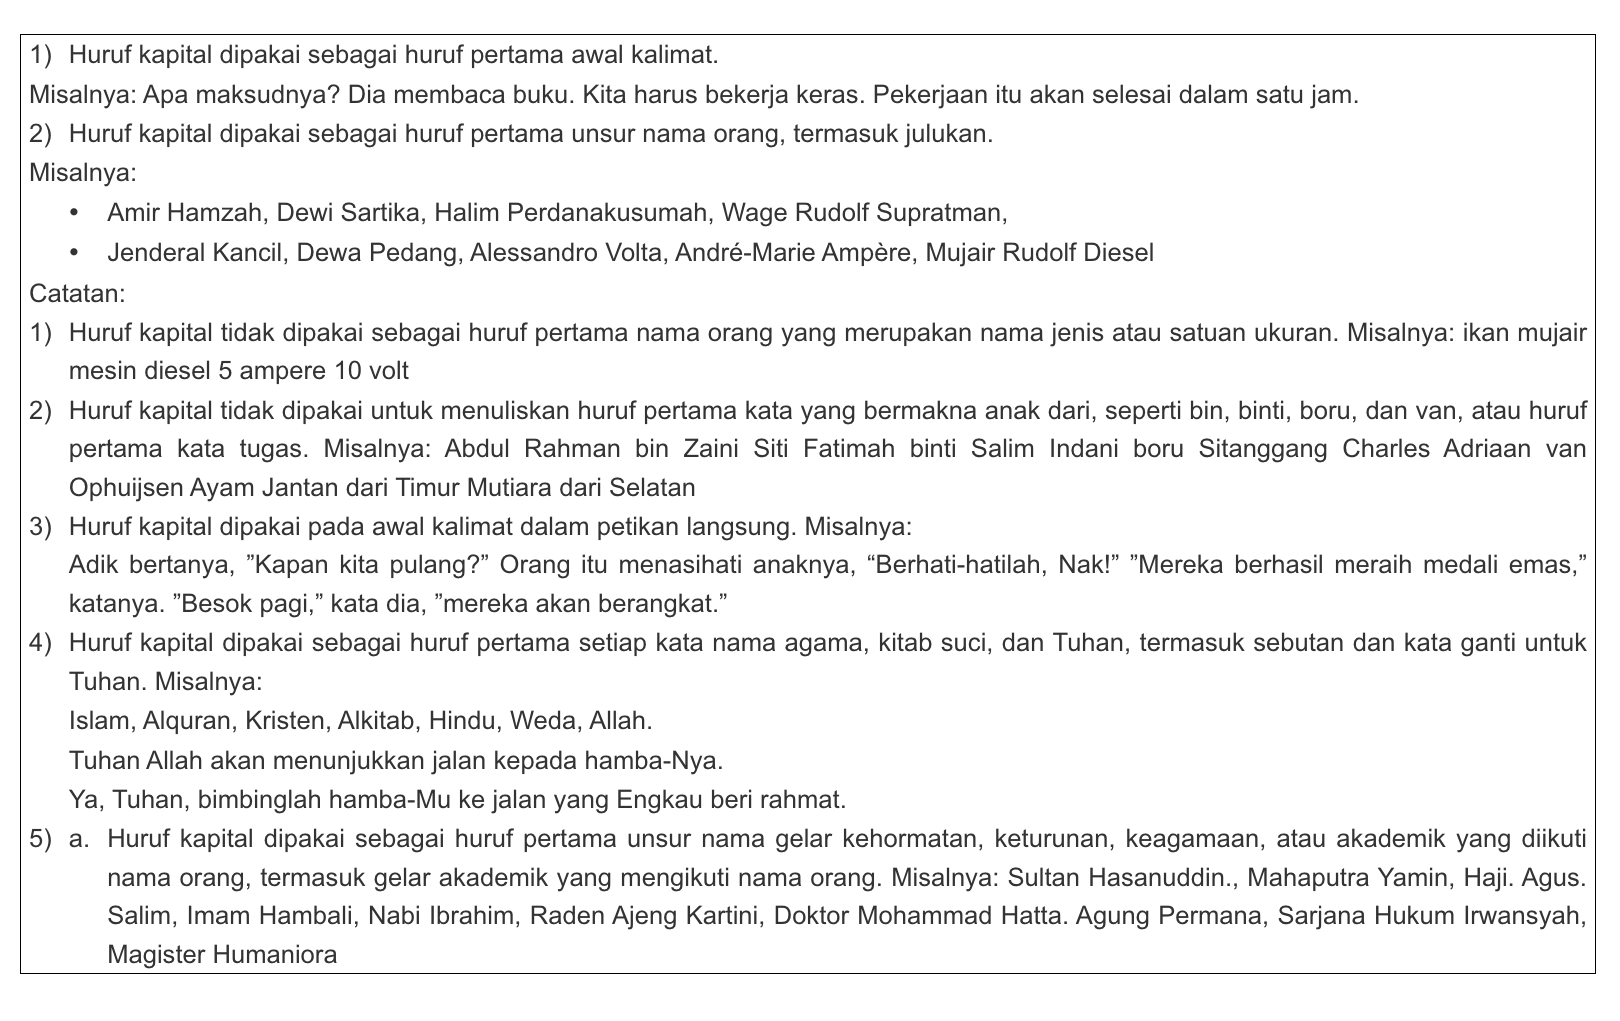 1) Huruf kapital dipakai sebagai huruf pertama awal kalimat.
Misalnya: Apa maksudnya? Dia membaca buku. Kita harus bekerja keras. Pekerjaan itu akan selesai dalam satu jam.
2) Huruf kapital dipakai sebagai huruf pertama unsur nama orang, termasuk julukan.
Misalnya:
• Amir Hamzah, Dewi Sartika, Halim Perdanakusumah, Wage Rudolf Supratman,
• Jenderal Kancil, Dewa Pedang, Alessandro Volta, André-Marie Ampère, Mujair Rudolf Diesel
Catatan:
1) Huruf kapital tidak dipakai sebagai huruf pertama nama orang yang merupakan nama jenis atau satuan ukuran. Misalnya: ikan mujair
mesin diesel 5 ampere 10 volt
2) Huruf kapital tidak dipakai untuk menuliskan huruf pertama kata yang bermakna anak dari, seperti bin, binti, boru, dan van, atau huruf
pertama kata tugas. Misalnya: Abdul Rahman bin Zaini Siti Fatimah binti Salim Indani boru Sitanggang Charles Adriaan van
Ophuijsen Ayam Jantan dari Timur Mutiara dari Selatan
3) Huruf kapital dipakai pada awal kalimat dalam petikan langsung. Misalnya:
Adik bertanya, ”Kapan kita pulang?” Orang itu menasihati anaknya, “Berhati-hatilah, Nak!” ”Mereka berhasil meraih medali emas,”
katanya. ”Besok pagi,” kata dia, ”mereka akan berangkat.”
4) Huruf kapital dipakai sebagai huruf pertama setiap kata nama agama, kitab suci, dan Tuhan, termasuk sebutan dan kata ganti untuk
Tuhan. Misalnya:
Islam, Alquran, Kristen, Alkitab, Hindu, Weda, Allah.
Tuhan Allah akan menunjukkan jalan kepada hamba-Nya.
Ya, Tuhan, bimbinglah hamba-Mu ke jalan yang Engkau beri rahmat.
5) a. Huruf kapital dipakai sebagai huruf pertama unsur nama gelar kehormatan, keturunan, keagamaan, atau akademik yang diikuti
nama orang, termasuk gelar akademik yang mengikuti nama orang. Misalnya: Sultan Hasanuddin., Mahaputra Yamin, Haji. Agus.
Salim, Imam Hambali, Nabi Ibrahim, Raden Ajeng Kartini, Doktor Mohammad Hatta. Agung Permana, Sarjana Hukum Irwansyah,
Magister Humaniora